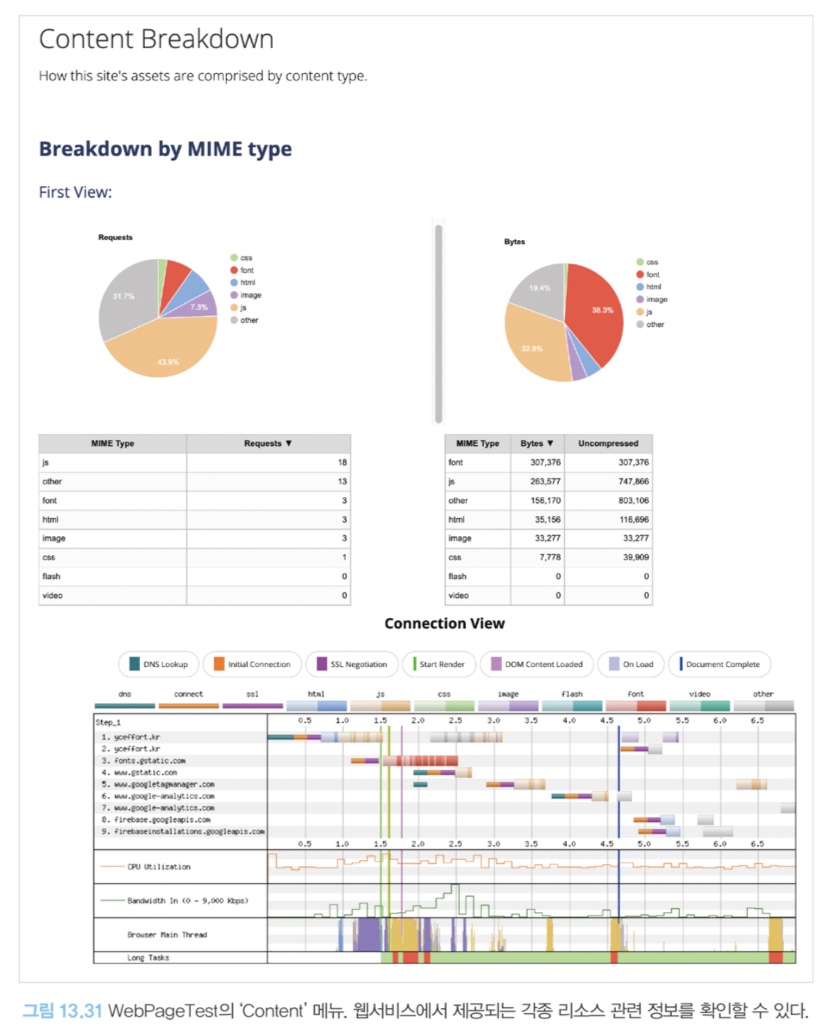 Content Breakdown
How this site's assets are comprised by content type.
Breakdown by MIME type
First View:
Requests
31.7%
7.3%
43.9%
css
font
html
image
js
other
Bytes
19.4%
38.3%
32.8%
css
font
html
image
js
other
MIME Type Requests ▼
js 18
other 13
font 3
html 3
image 3
css 1
flash 0
video 0
MIME Type Bytes ▼ Uncompressed
font 307,376 307,376
js 263,577 747,866
other 156,170 803,106
html 35,156 116,696
image 33,277 33,277
css 7,778 39,909
flash 0 0
video 0 0
Connection View
DNS Lookup Initial Connection SSL Negotiation Start Render DOM Content Loaded On Load Document Complete
dns connect ssl html js css image flash font video other
Step_1 0.5 1.0 1.5 2.0 2.5 3.0 3.5 4.0 4.5 5.0 5.5 6.0 6.5
1. yceffort.kr
2. yceffort.kr
3. fonts.gstatic.com
4. www.gstatic.com
5. www.googletagmanager.com
6. www.google-analytics.com
7. www.google-analytics.com
8. firebase.googleapis.com
9. firebaseinstallations.googleapis.com
0.5 1.0 1.5 2.0 2.5 3.0 3.5 4.0 4.5 5.0 5.5 6.0 6.5
CPU Utilization
Bandwidth In (0 - 9,000 Kbps)
Browser Main Thread
Long Tasks
그림 13.31 WebPageTest의 ‘Content’ 메뉴. 웹서비스에서 제공되는 각종 리소스 관련 정보를 확인할 수 있다.